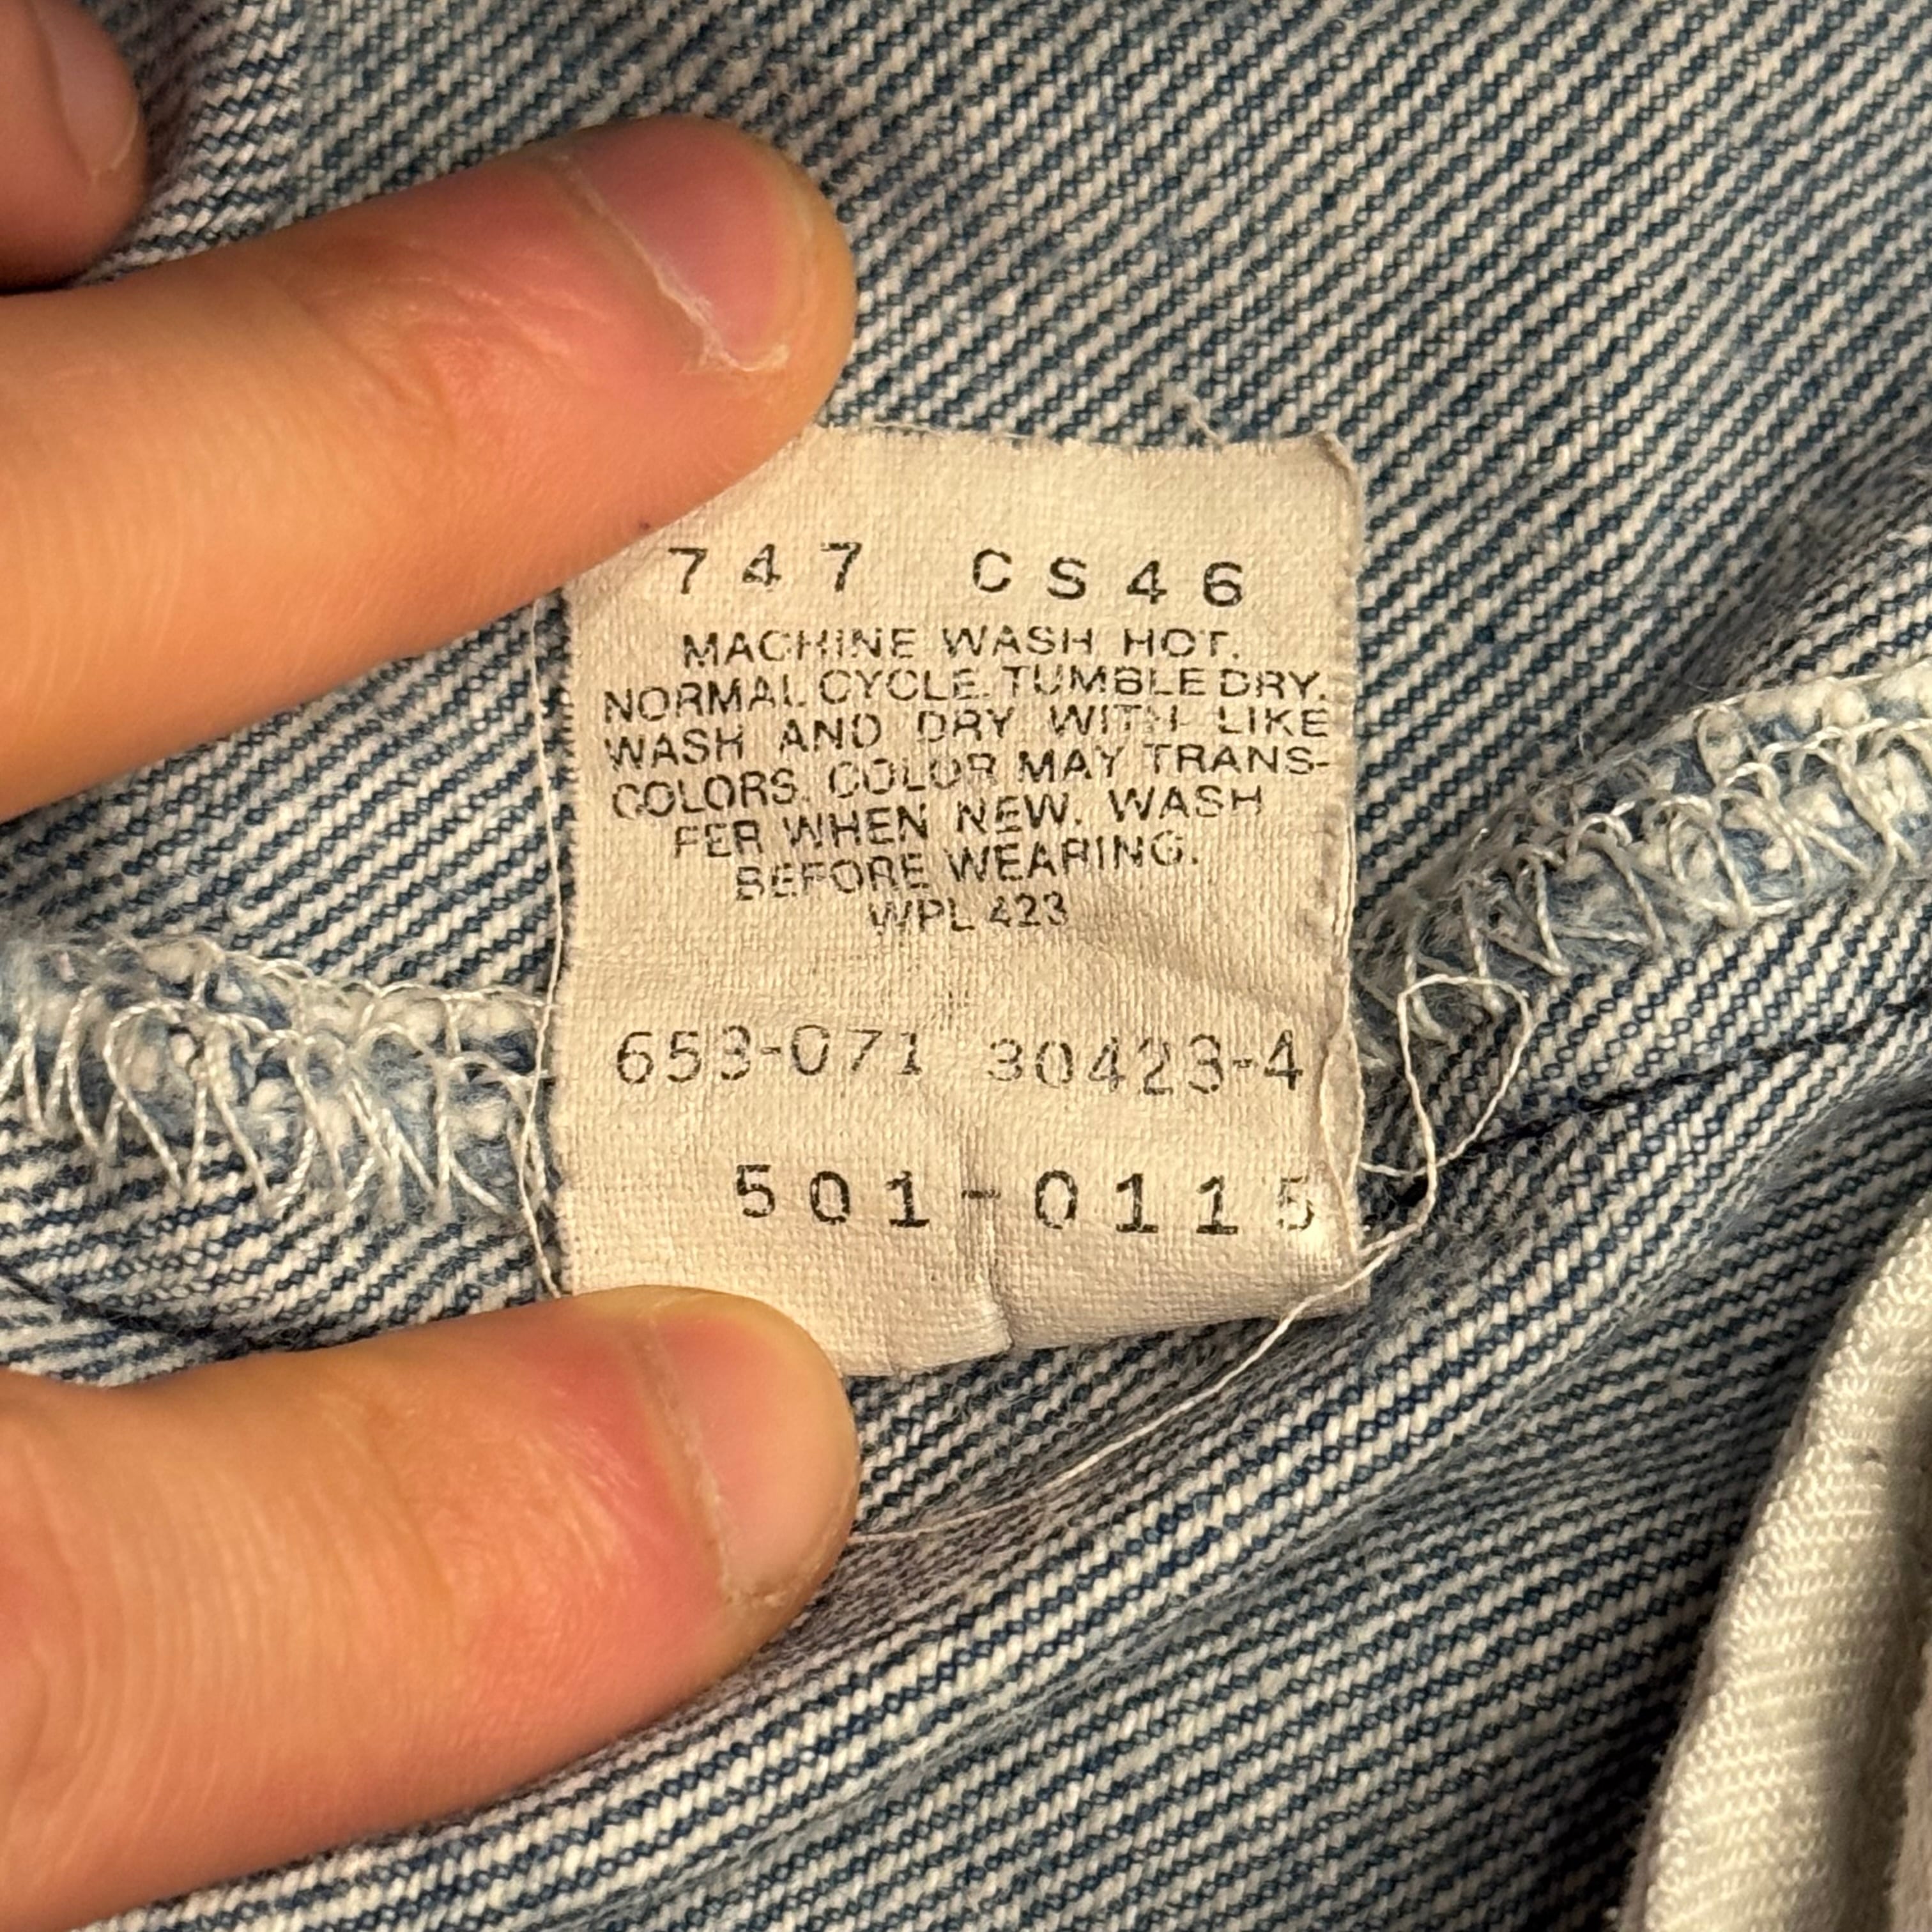 747 CS46
MACHINE WASH HOT.
NORMAL CYCLE. TUMBLE DRY.
WASH AND DRY WITH LIKE
COLORS. COLOR MAY TRANS-
FER WHEN NEW. WASH
BEFORE WEARING.
WPL 423
653-071 30423-4
501-0115